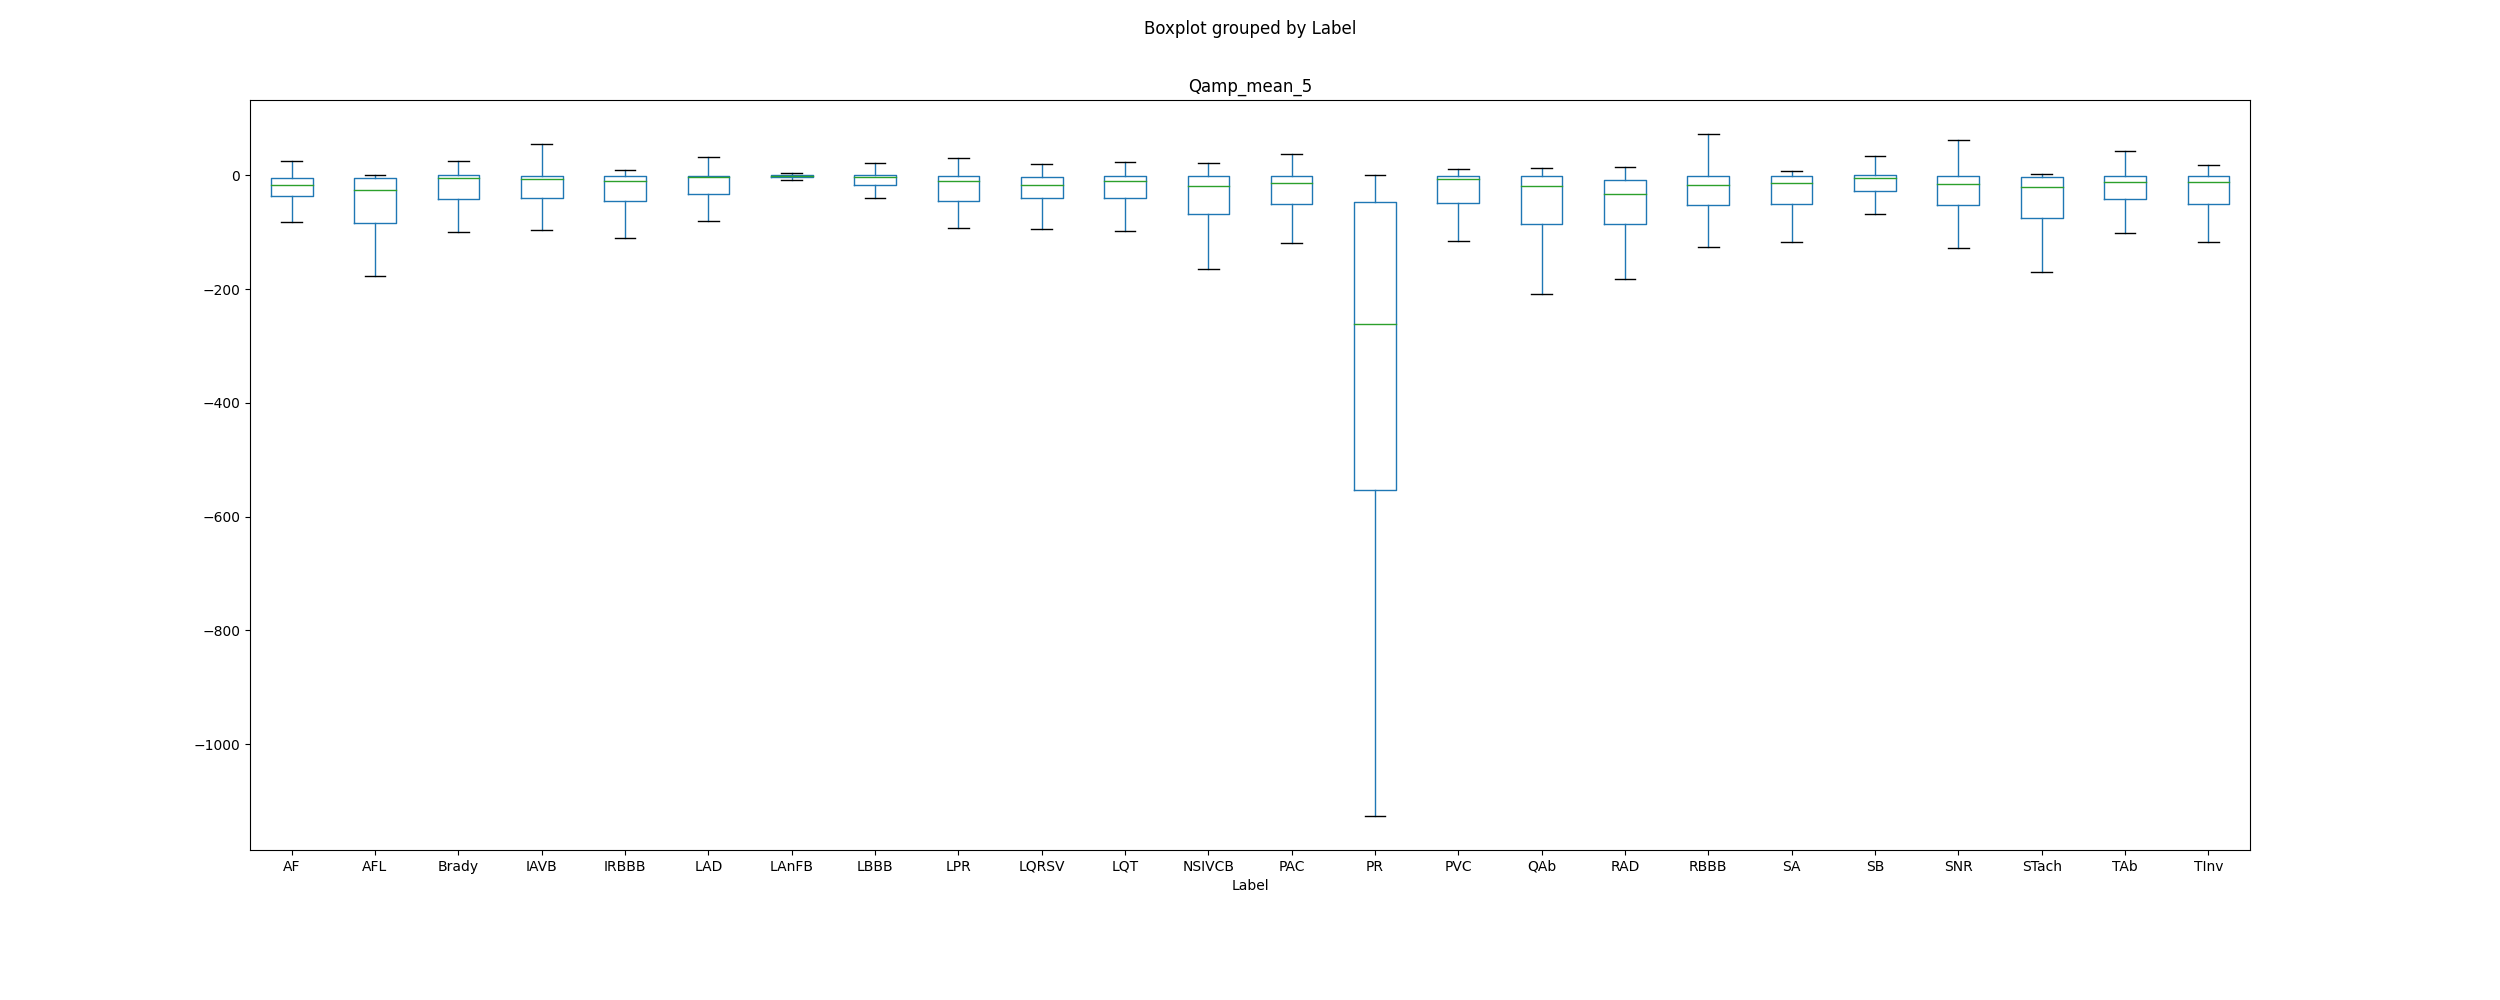 Boxplot grouped by Label
Qamp_mean_5
0
−200
−400
−600
−800
−1000
AF AFL Brady IAVB IRBBB LAD LAnFB LBBB LPR LQRSV LQT NSIVCB PAC PR PVC QAb RAD RBBB SA SB SNR STach TAb TInv
Label